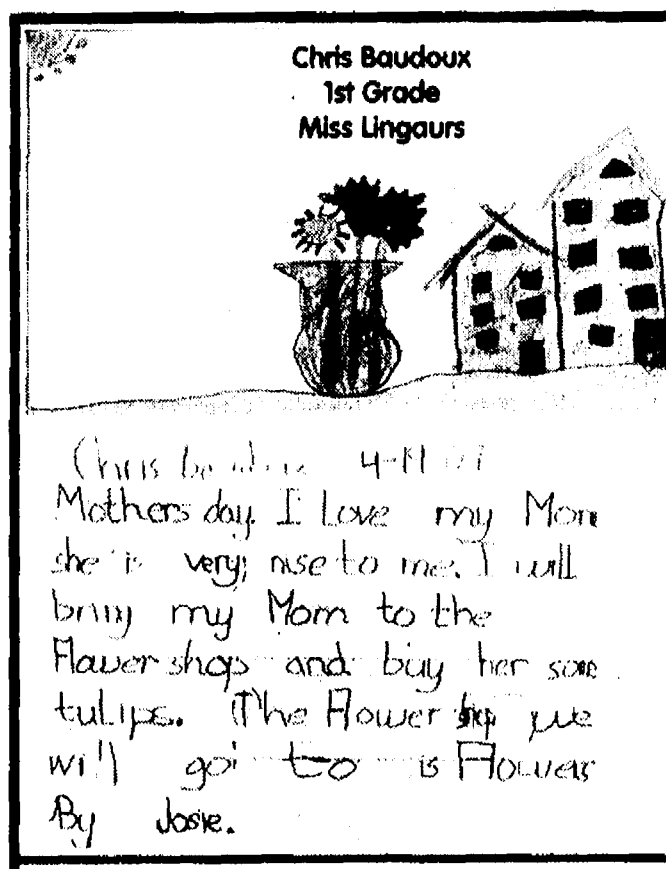 Chris Baudoux
1st Grade
Miss Lingaurs
Chris
Mothers day. I Love my Mom
she is very nise to me. I will
bring my Mom to the
Flower shop and buy her some
tulips. The Flower shop we
will go to is Flowers
By Josie.